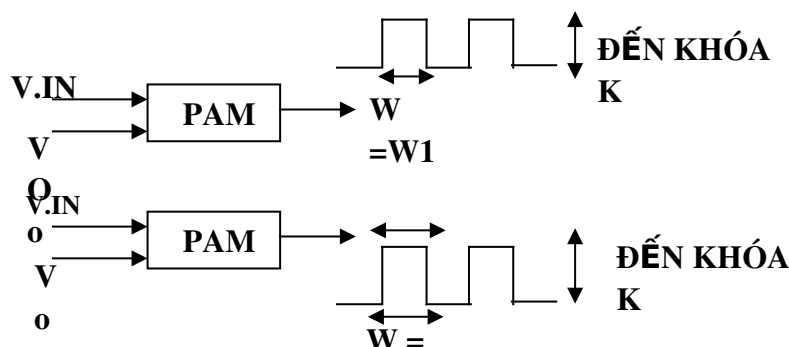 V.IN
V
O
PAM
W
=W1
ĐẾN KHÓA
K
V.IN
o
V
o
PAM
W =
ĐẾN KHÓA
K